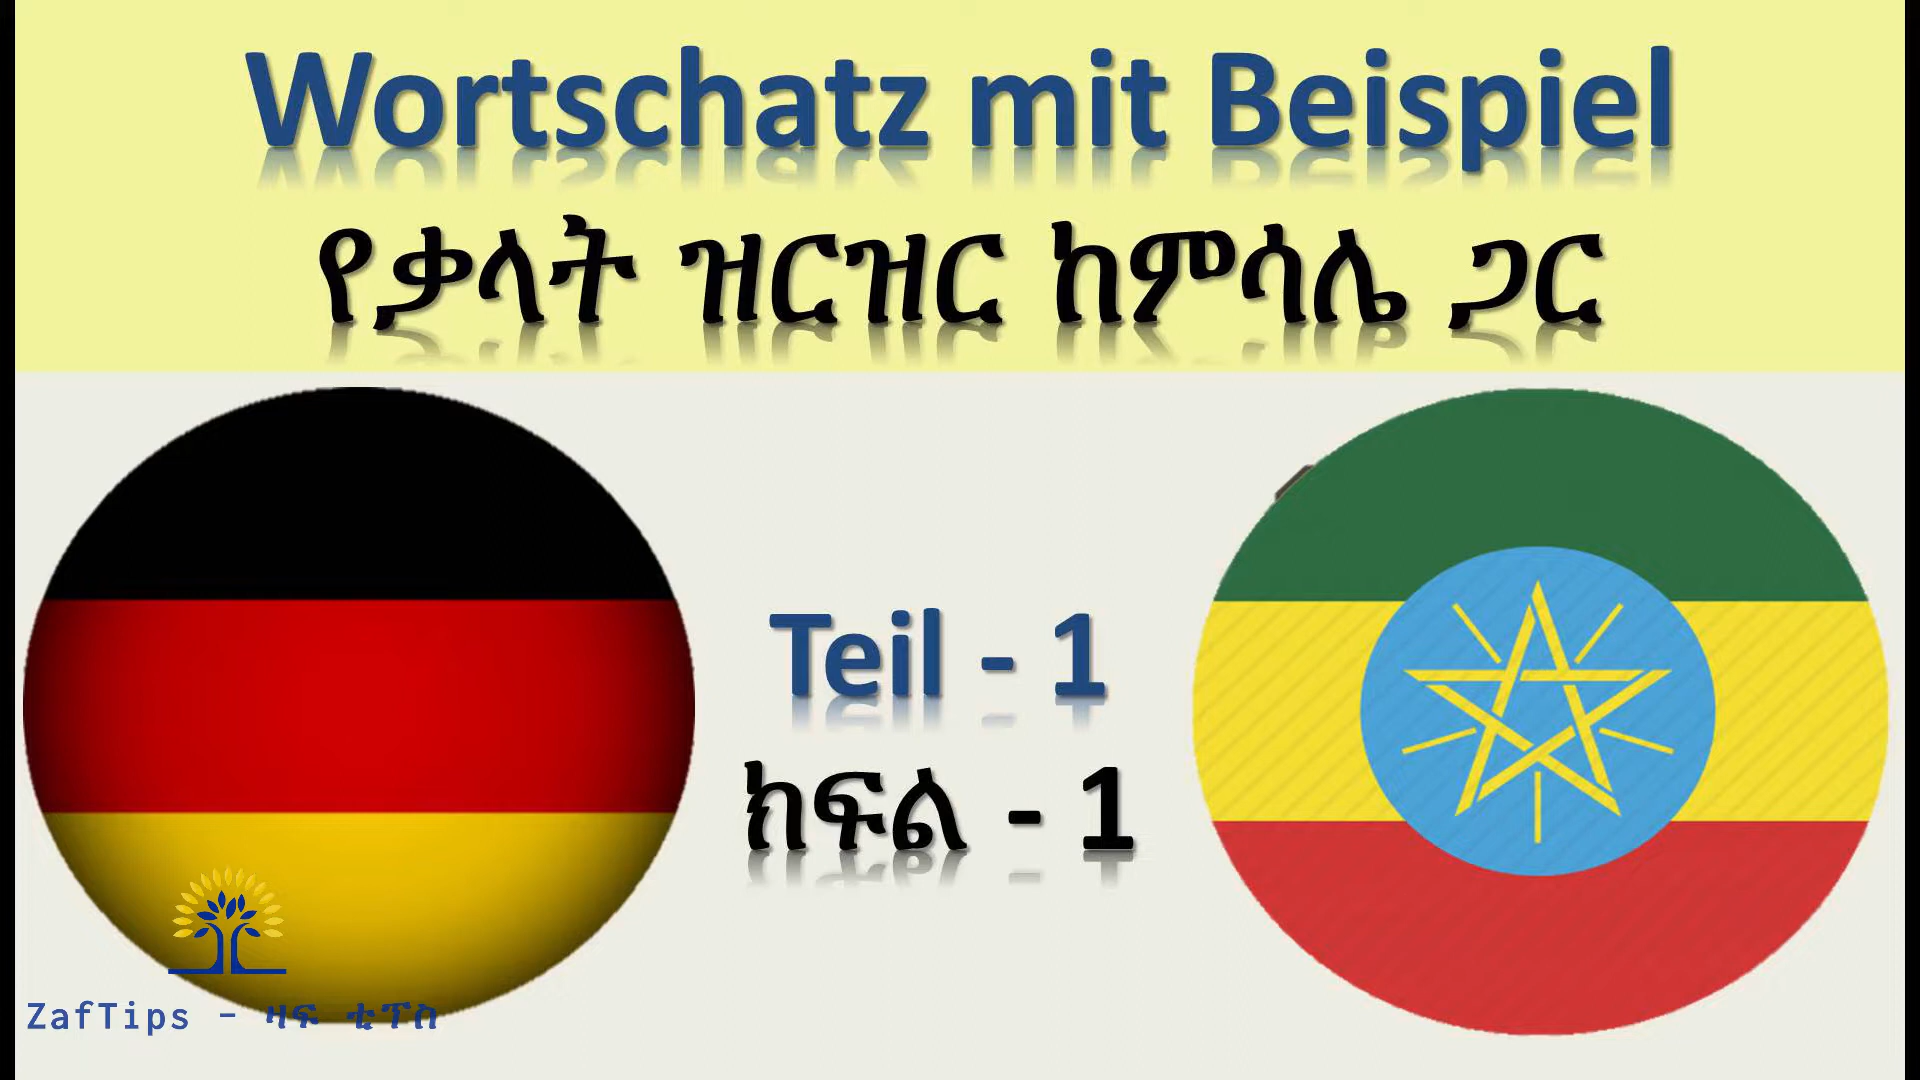 Wortschatz mit Beispiel
የቃላት ዝርዝር ከምሳሌ ጋር
Teil - 1
ክፍል - 1
ZafTips - ዛፍ ቲፕስ